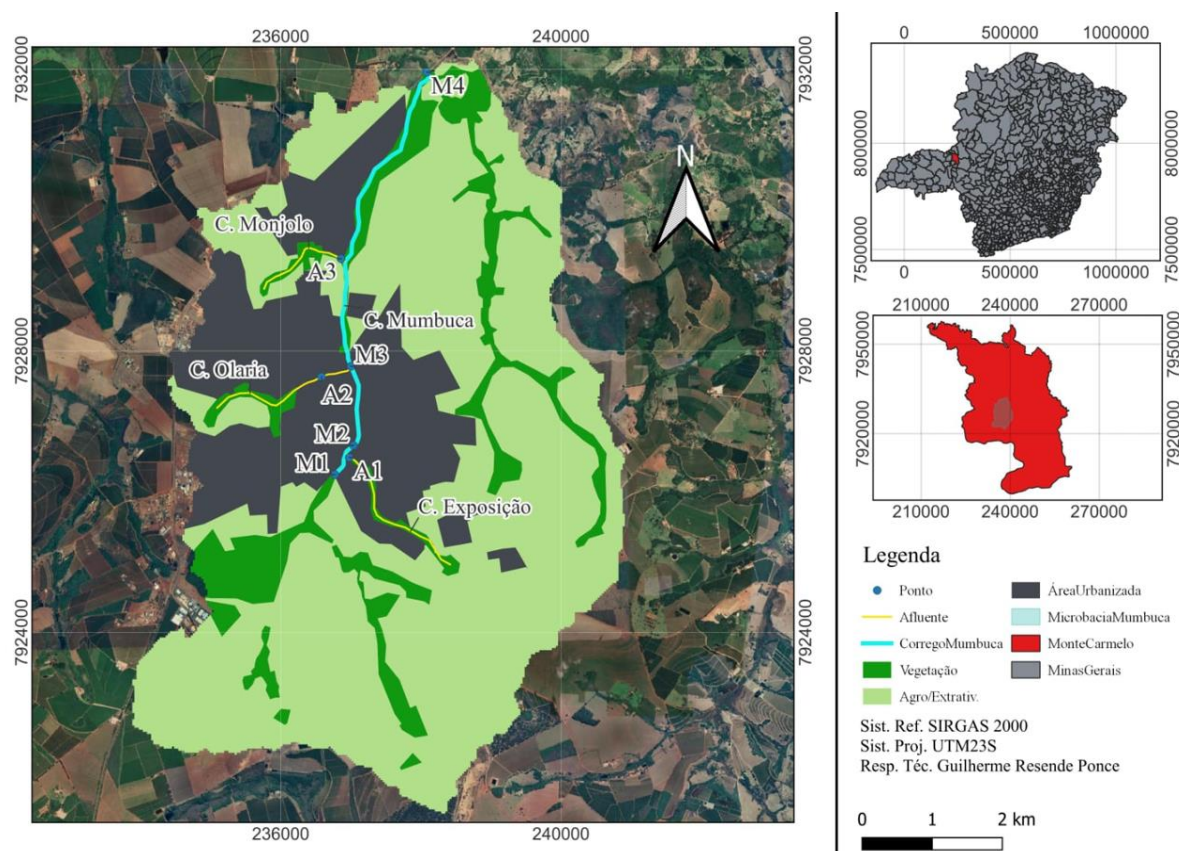 236000
240000
7932000
7932000
M4
N
C. Monjolo
A3
C. Mumbuca
7928000
7928000
M3
C. Olaria
A2
M2
M1
A1
C. Exposição
7924000
7924000
236000
240000
0
500000
1000000
8000000
8000000
7500000
7500000
0
500000
1000000
210000
240000
270000
7950000
7950000
7920000
7920000
210000
240000
270000
Legenda
Ponto
Afluente
CorregoMumbuca
Vegetação
Agro/Extrativ.
ÁreaUrbanizada
MicrobaciaMumbuca
MonteCarmelo
MinasGerais
Sist. Ref. SIRGAS 2000
Sist. Proj. UTM23S
Resp. Téc. Guilherme Resende Ponce
0 1 2 km